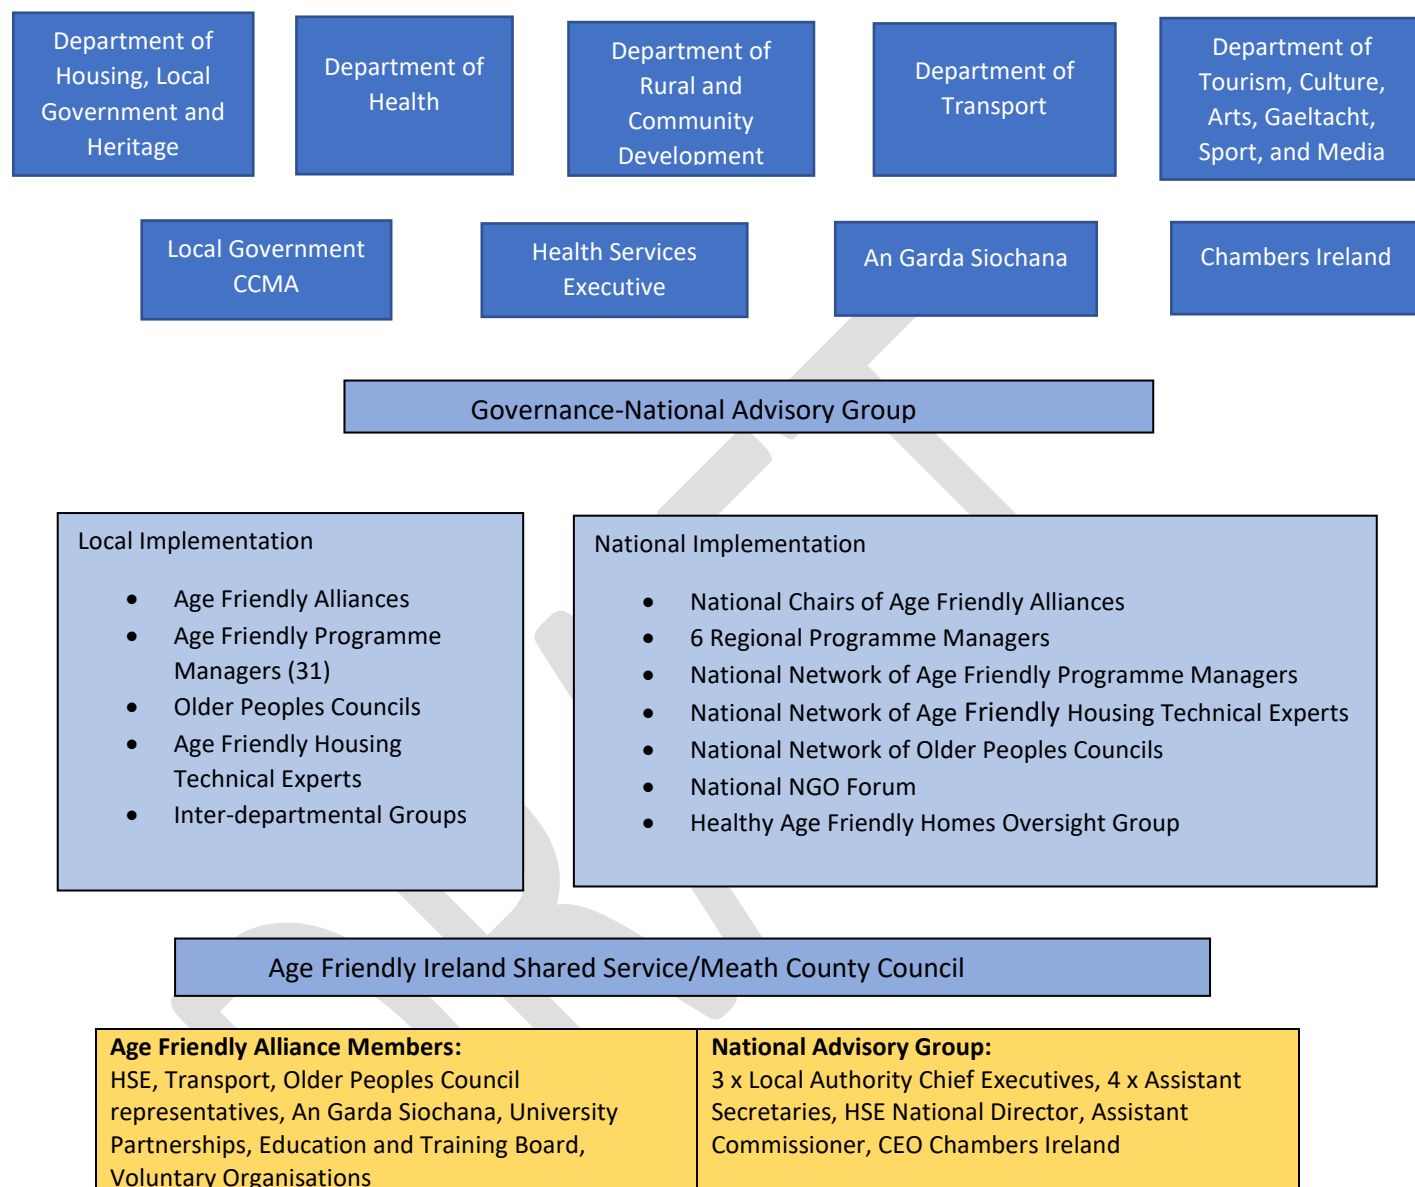 Department of
Housing, Local
Government and
Heritage
Department of
Health
Department of
Rural and
Community
Development
Department of
Transport
Department of
Tourism, Culture,
Arts, Gaeltacht,
Sport, and Media
Local Government
CCMA
Health Services
Executive
An Garda Siochana
Chambers Ireland
Governance-National Advisory Group
Local Implementation
• Age Friendly Alliances
• Age Friendly Programme
Managers (31)
• Older Peoples Councils
• Age Friendly Housing
Technical Experts
• Inter-departmental Groups
National Implementation
• National Chairs of Age Friendly Alliances
• 6 Regional Programme Managers
• National Network of Age Friendly Programme Managers
• National Network of Age Friendly Housing Technical Experts
• National Network of Older Peoples Councils
• National NGO Forum
• Healthy Age Friendly Homes Oversight Group
Age Friendly Ireland Shared Service/Meath County Council
Age Friendly Alliance Members:
HSE, Transport, Older Peoples Council
representatives, An Garda Siochana, University
Partnerships, Education and Training Board,
Voluntary Organisations
National Advisory Group:
3 x Local Authority Chief Executives, 4 x Assistant
Secretaries, HSE National Director, Assistant
Commissioner, CEO Chambers Ireland
DRAFT